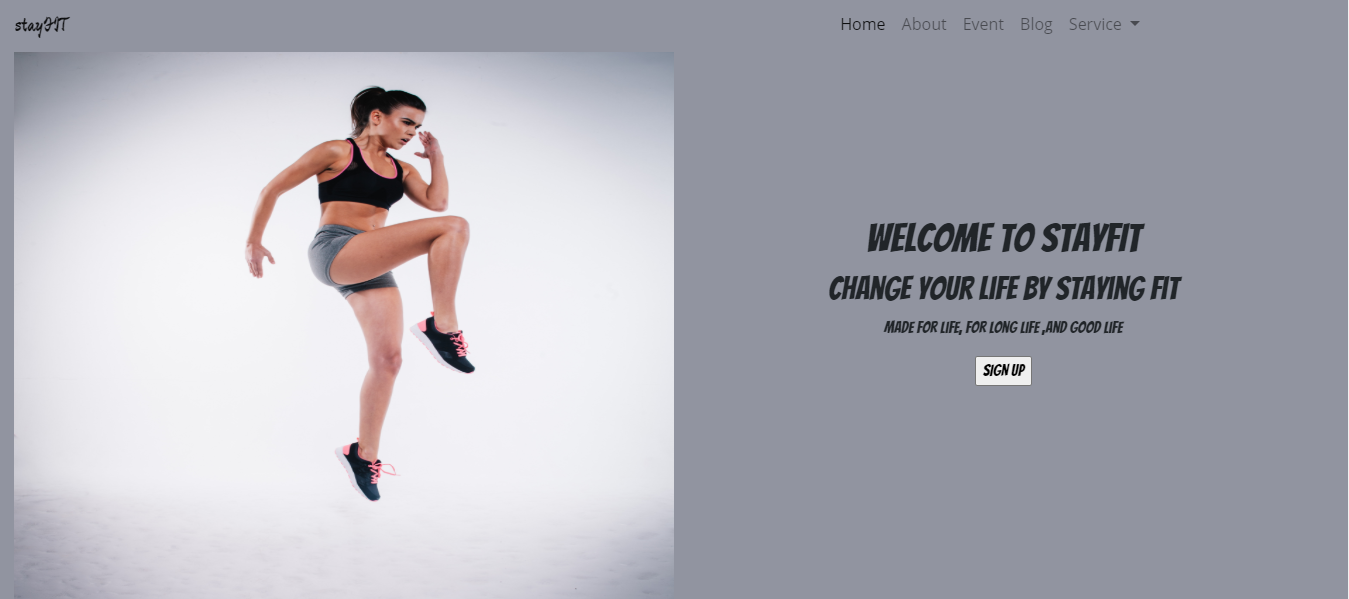 stayFIT
Home About Event Blog Service
WELCOME TO STAYFIT
CHANGE YOUR LIFE BY STAYING FIT
MADE FOR LIFE, FOR LONG LIFE ,AND GOOD LIFE
SIGN UP